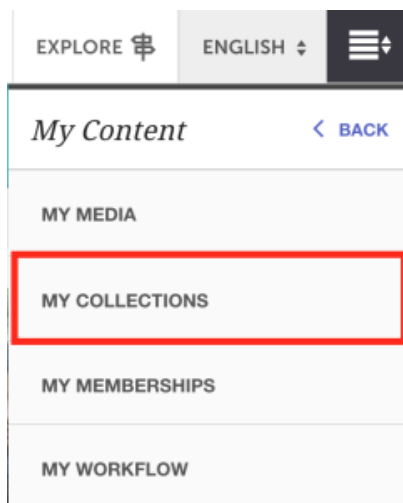 EXPLORE ENGLISH
My Content BACK
MY MEDIA
MY COLLECTIONS
MY MEMBERSHIPS
MY WORKFLOW